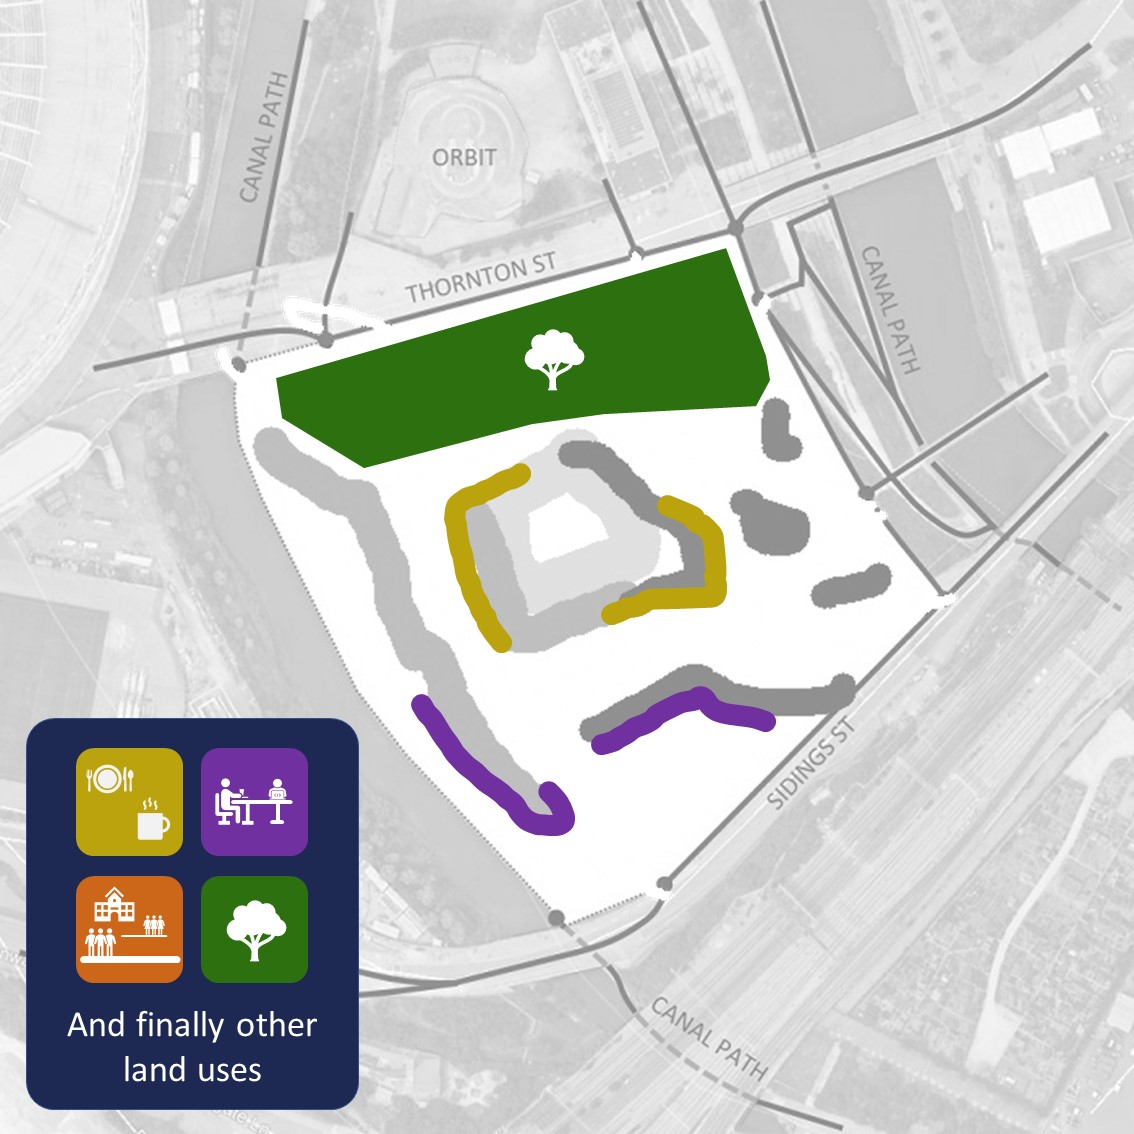 CANAL PATH
ORBIT
THORNTON ST
CANAL PATH
SIDINGS ST
CANAL PATH
And finally other
land uses